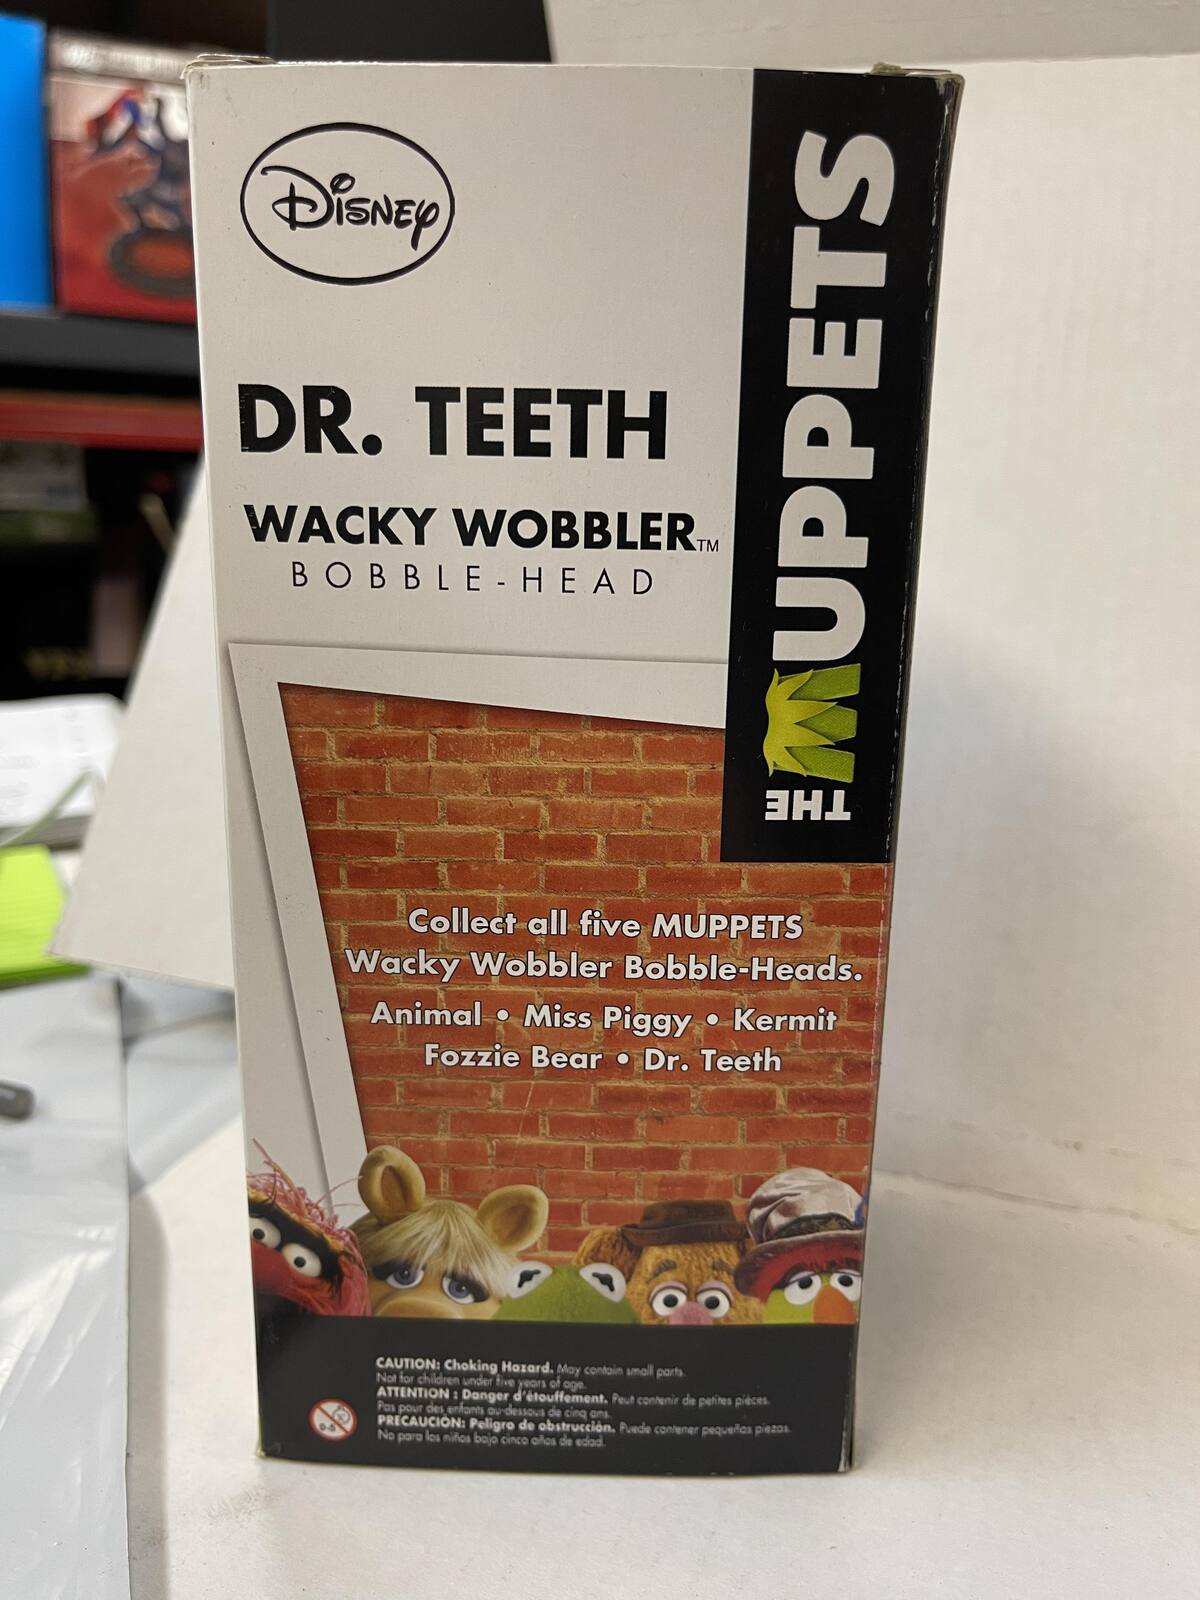 Disney
DR. TEETH
WACKY WOBBLER™
BOBBLE-HEAD
THE MUPPETS
Collect all five MUPPETS
Wacky Wobbler Bobble-Heads.
Animal • Miss Piggy • Kermit
Fozzie Bear • Dr. Teeth
CAUTION: Choking Hazard. May contain small parts.
Not for children under five years of age.
ATTENTION : Danger d'étouffement. Peut contenir de petites pièces.
Pas pour des enfants au-dessous de cinq ans.
PRECAUCIÓN: Peligro de obstrucción. Puede contener pequeñas piezas.
No para los niños bajo cinco años de edad.
0-5